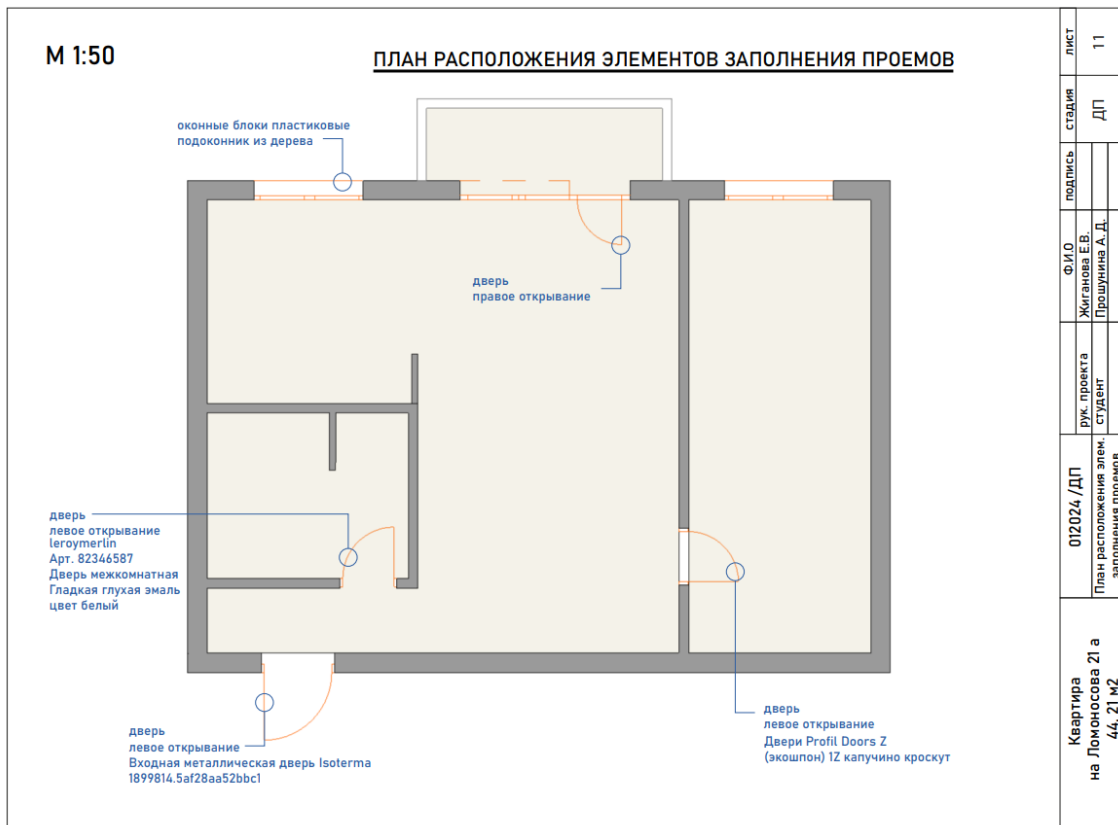 М 1:50
ПЛАН РАСПОЛОЖЕНИЯ ЭЛЕМЕНТОВ ЗАПОЛНЕНИЯ ПРОЕМОВ
оконные блоки пластиковые
подоконник из дерева
дверь
правое открывание
дверь
левое открывание
leroymerlin
Арт. 82346587
Дверь межкомнатная
Гладкая глухая эмаль
цвет белый
дверь
левое открывание
Входная металлическая дверь Isoterma
1899814.5af28aa52bbc1
дверь
левое открывание
Двери Profil Doors Z
(экошпон) 1Z капучино кроскут
лист
11
стадия
ДП
подпись
Ф.И.О
Жиганова Е.В.
Прошунина А. Д.
рук. проекта
студент
012024 /ДП
План расположения элем.
заполнения проемов
Квартира
на Ломоносова 21 а
44, 21 м2